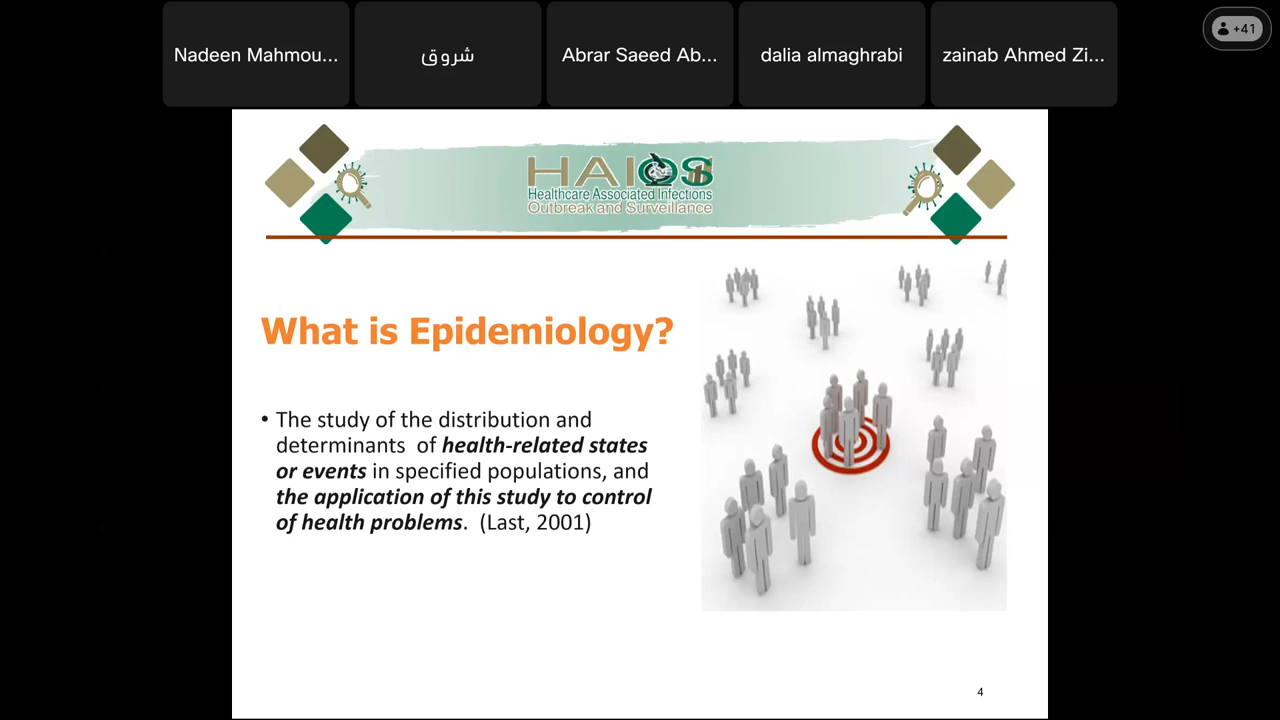 Nadeen Mahmou...
شروق
Abrar Saeed Ab...
dalia almaghrabi
zainab Ahmed Zi...
+41
HAIOS
Healthcare Associated Infections
Outbreak and Surveillance
What is Epidemiology?
• The study of the distribution and
determinants of health-related states
or events in specified populations, and
the application of this study to control
of health problems. (Last, 2001)
4